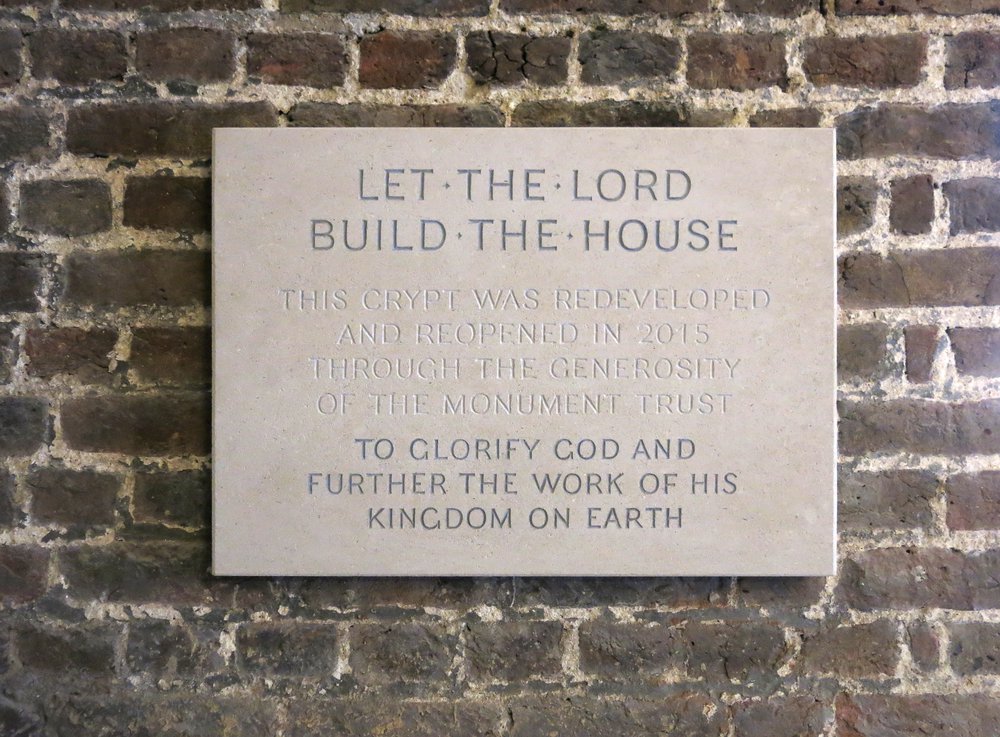 LET·THE·LORD
BUILD·THE·HOUSE
THIS CRYPT WAS REDEVELOPED
AND REOPENED IN 2015
THROUGH THE GENEROSITY
OF THE MONUMENT TRUST
TO GLORIFY GOD AND
FURTHER THE WORK OF HIS
KINGDOM ON EARTH